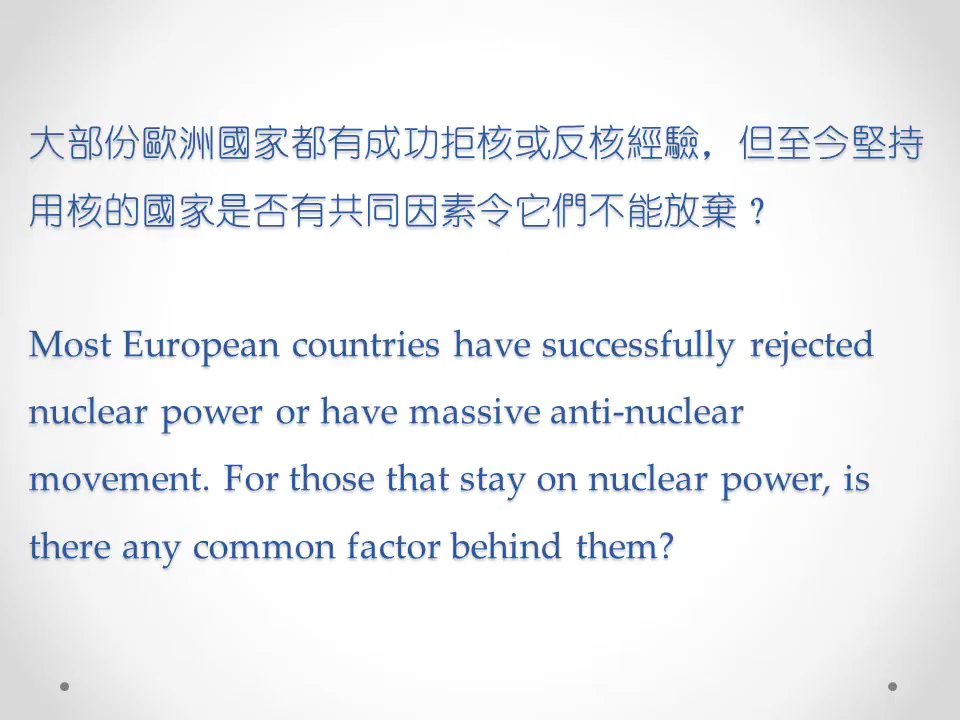 大部份歐洲國家都有成功拒核或反核經驗，但至今堅持
用核的國家是否有共同因素令它們不能放棄？
Most European countries have successfully rejected
nuclear power or have massive anti-nuclear
movement. For those that stay on nuclear power, is
there any common factor behind them?